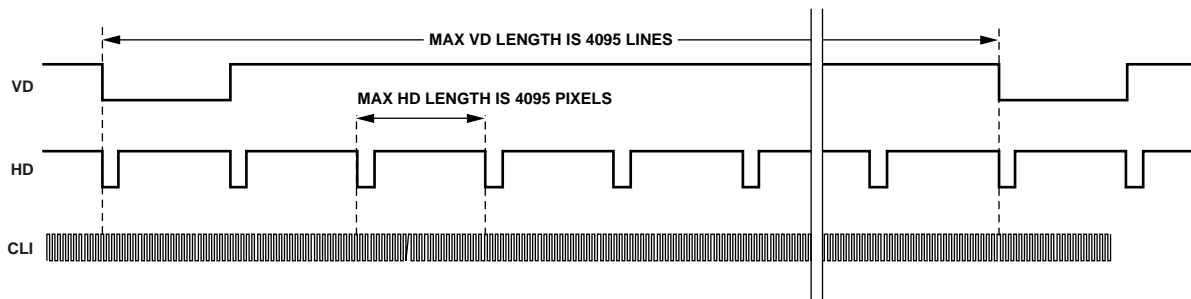 MAX VD LENGTH IS 4095 LINES
VD
MAX HD LENGTH IS 4095 PIXELS
HD
CLI